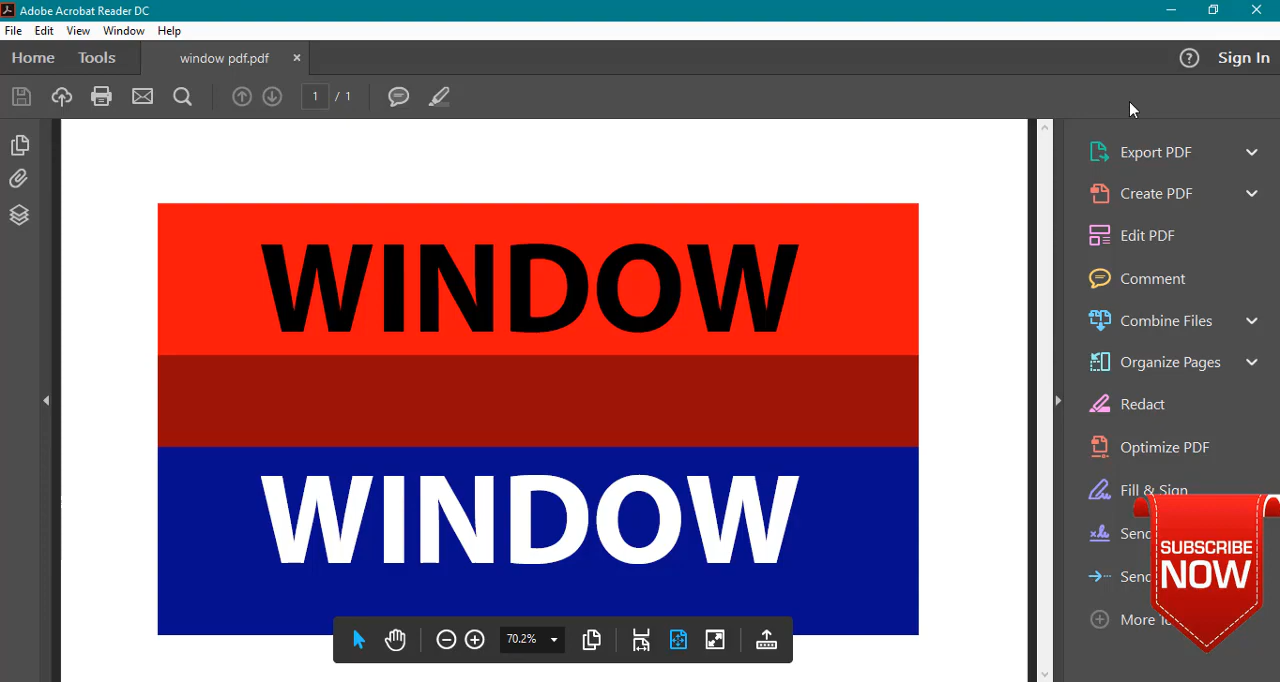 Adobe Acrobat Reader DC
File Edit View Window Help
Home Tools window pdf.pdf × ? Sign In
1 / 1
Export PDF
Create PDF
WINDOW
Edit PDF
Comment
Combine Files
Organize Pages
Redact
Optimize PDF
WINDOW
Fill & Sign
SUBSCRIBE
NOW
More
70.2%